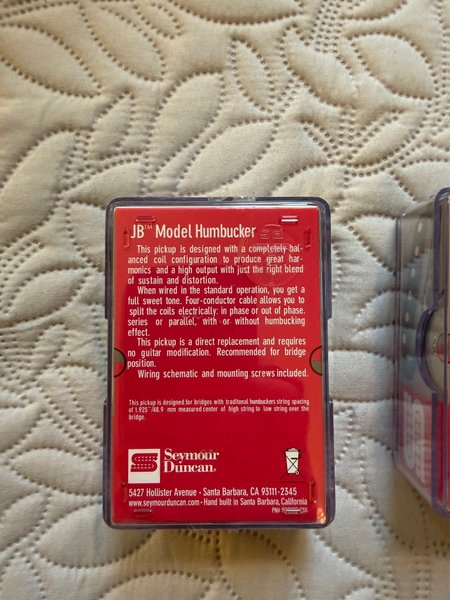 JB™ Model Humbucker
This pickup is designed with a completely bal-
anced coil configuration to produce great har-
monics and a high output with just the right blend
of sustain and distortion.
When wired in the standard operation, you get a
full sweet tone. Four-conductor cable allows you to
split the coils electrically: in phase or out of phase.
series or parallel, with or without humbucking
effect.
This pickup is a direct replacement and requires
no guitar modification. Recommended for bridge
position.
Wiring schematic and mounting screws included.
This pickup is designed for bridges with traditonal humbuckers string spacing
of 1.925"/48.9 mm measured center of high string to low string over the
bridge.
Seymour
Duncan®
5427 Hollister Avenue - Santa Barbara, CA 93111-2345
www.seymourduncan.com - Hand built in Santa Barbara, California
PN#